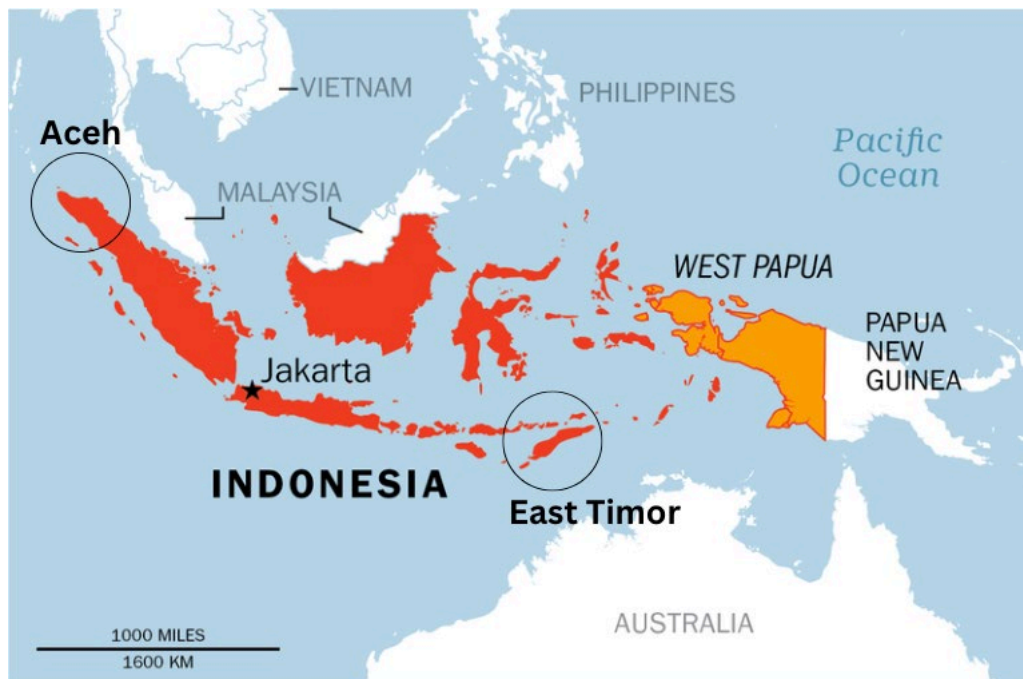 VIETNAM
PHILIPPINES
Aceh
Pacific
Ocean
MALAYSIA
WEST PAPUA
PAPUA
NEW
GUINEA
Jakarta
INDONESIA
East Timor
AUSTRALIA
1000 MILES
1600 KM